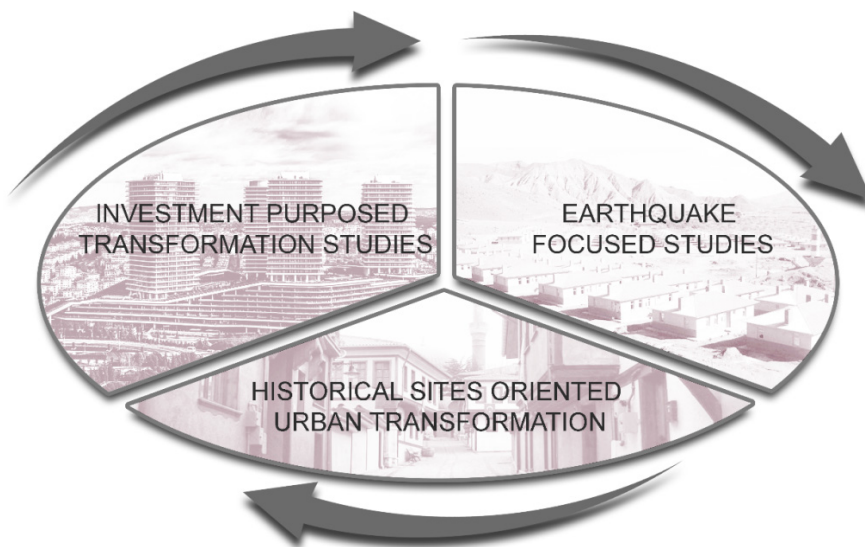 INVESTMENT PURPOSED
TRANSFORMATION STUDIES
EARTHQUAKE
FOCUSED STUDIES
HISTORICAL SITES ORIENTED
URBAN TRANSFORMATION